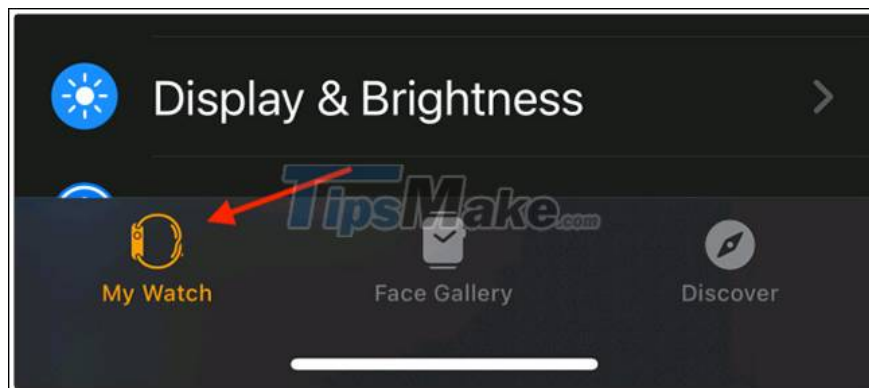 Display & Brightness
TipsMake.com
My Watch
Face Gallery
Discover